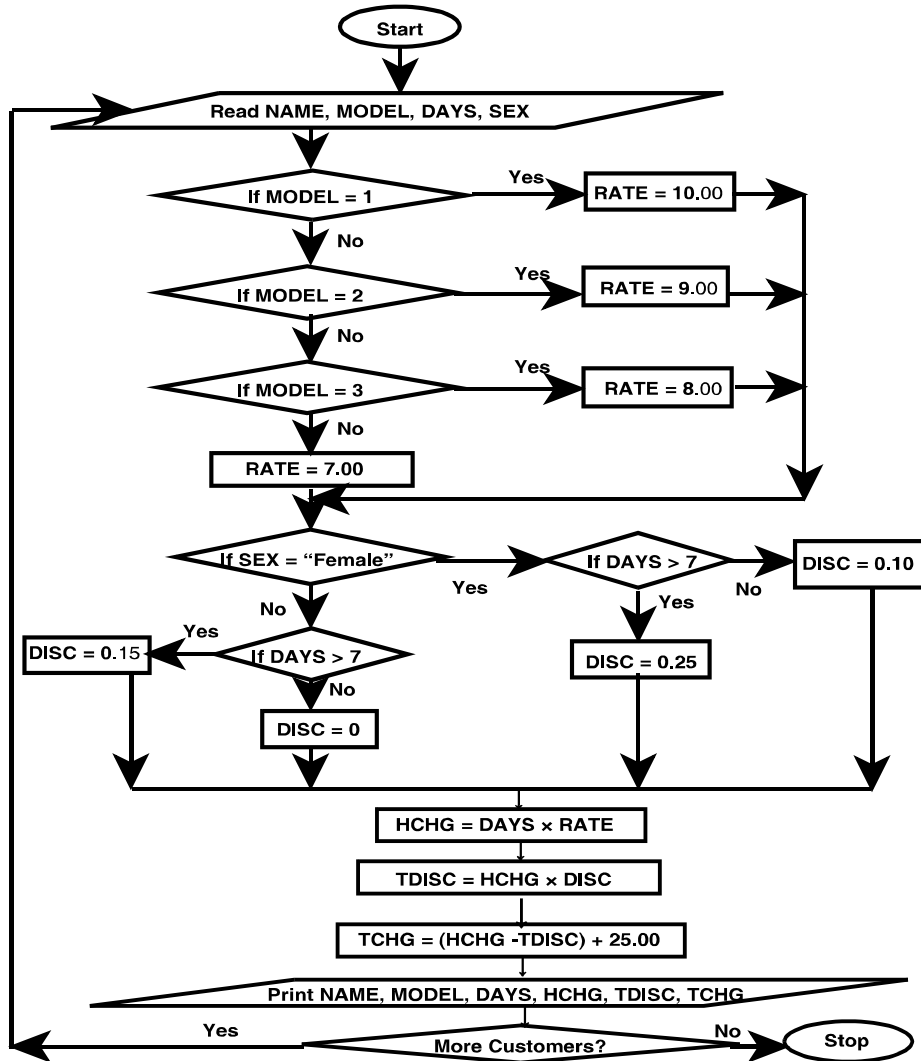 Start
Read NAME, MODEL, DAYS, SEX
If MODEL = 1
Yes
RATE = 10.00
No
If MODEL = 2
Yes
RATE = 9.00
No
If MODEL = 3
Yes
RATE = 8.00
No
RATE = 7.00
If SEX = “Female”
Yes
If DAYS > 7
No
DISC = 0.10
No
Yes
Yes
DISC = 0.15
If DAYS > 7
DISC = 0.25
No
DISC = 0
HCHG = DAYS × RATE
TDISC = HCHG × DISC
TCHG = (HCHG -TDISC) + 25.00
Print NAME, MODEL, DAYS, HCHG, TDISC, TCHG
Yes
More Customers?
No
Stop